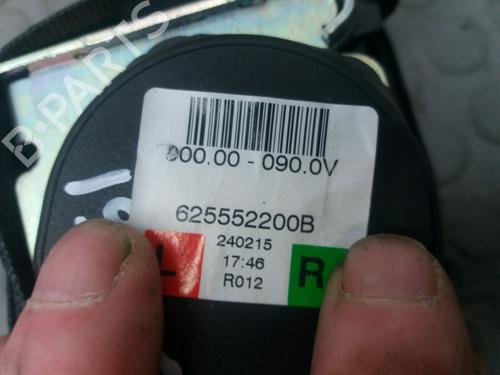 B-PARTS
000.00 - 090.0V
625552200B
240215
17:46
R012
L
R